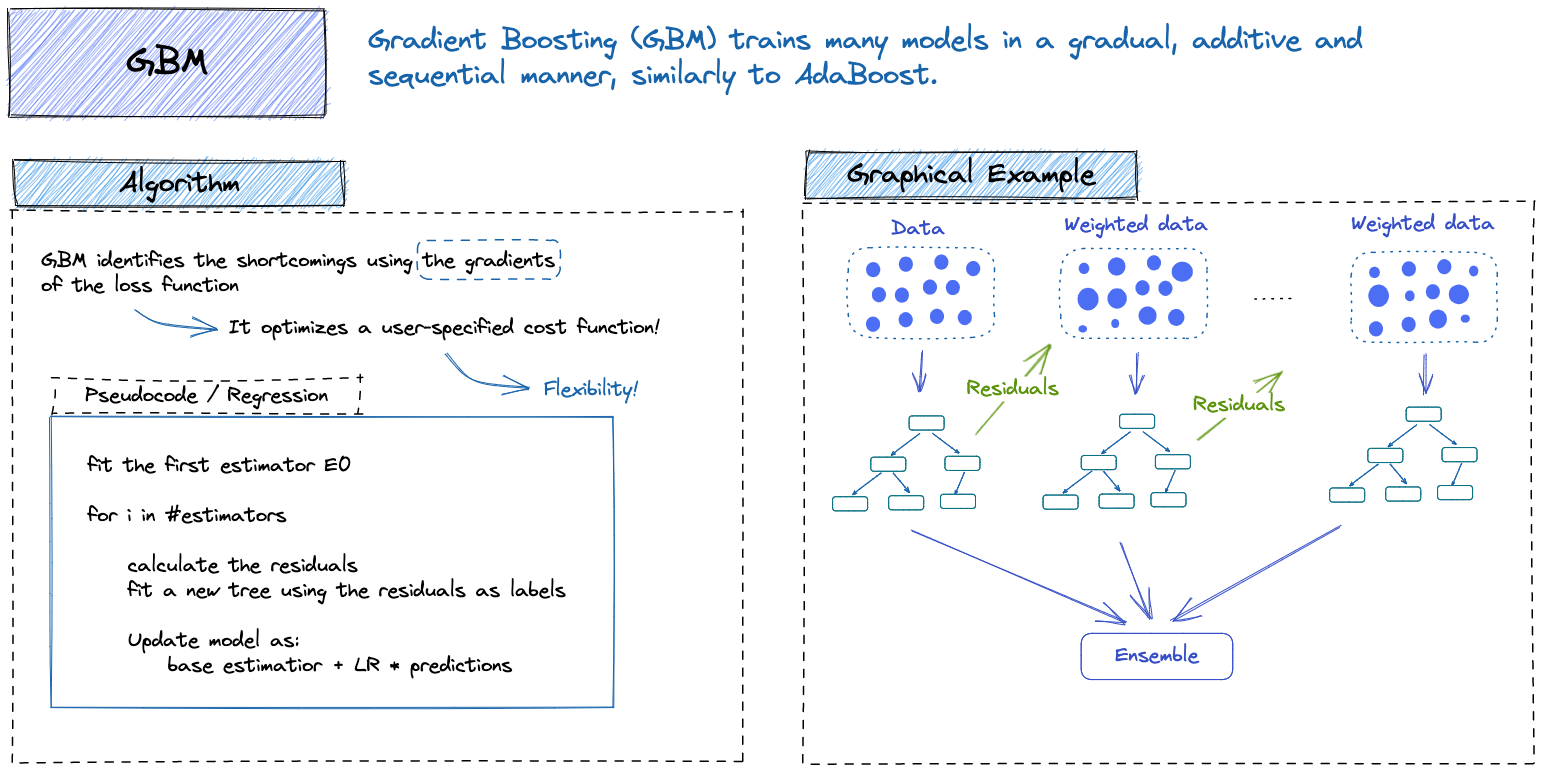 GBM
Gradient Boosting (GBM) trains many models in a gradual, additive and
sequential manner, similarly to AdaBoost.
Algorithm
GBM identifies the shortcomings using the gradients
of the loss function
It optimizes a user-specified cost function!
Flexibility!
Pseudocode / Regression
fit the first estimator E0
for i in #estimators
calculate the residuals
fit a new tree using the residuals as labels
Update model as:
base estimatior + LR * predictions
Graphical Example
Data
Weighted data
Weighted data
......
Residuals
Residuals
Ensemble